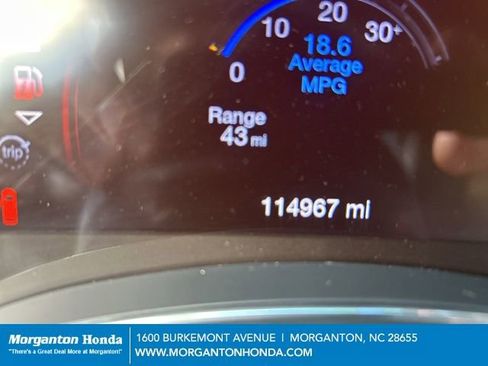 10 20 30+
18.6
Average
MPG
0
Range
43 mi
trip
114967 mi
Morganton Honda
"There's a Great Deal More at Morganton!"
1600 BURKEMONT AVENUE | MORGANTON, NC 28655
WWW.MORGANTONHONDA.COM